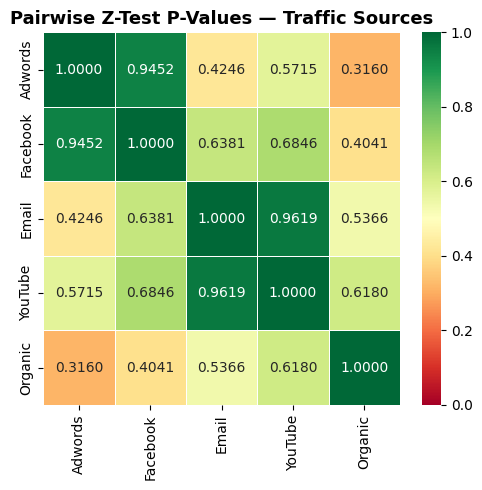 Pairwise Z-Test P-Values — Traffic Sources
Adwords 1.0000 0.9452 0.4246 0.5715 0.3160
Facebook 0.9452 1.0000 0.6381 0.6846 0.4041
Email 0.4246 0.6381 1.0000 0.9619 0.5366
YouTube 0.5715 0.6846 0.9619 1.0000 0.6180
Organic 0.3160 0.4041 0.5366 0.6180 1.0000
Adwords Facebook Email YouTube Organic
1.0
0.8
0.6
0.4
0.2
0.0